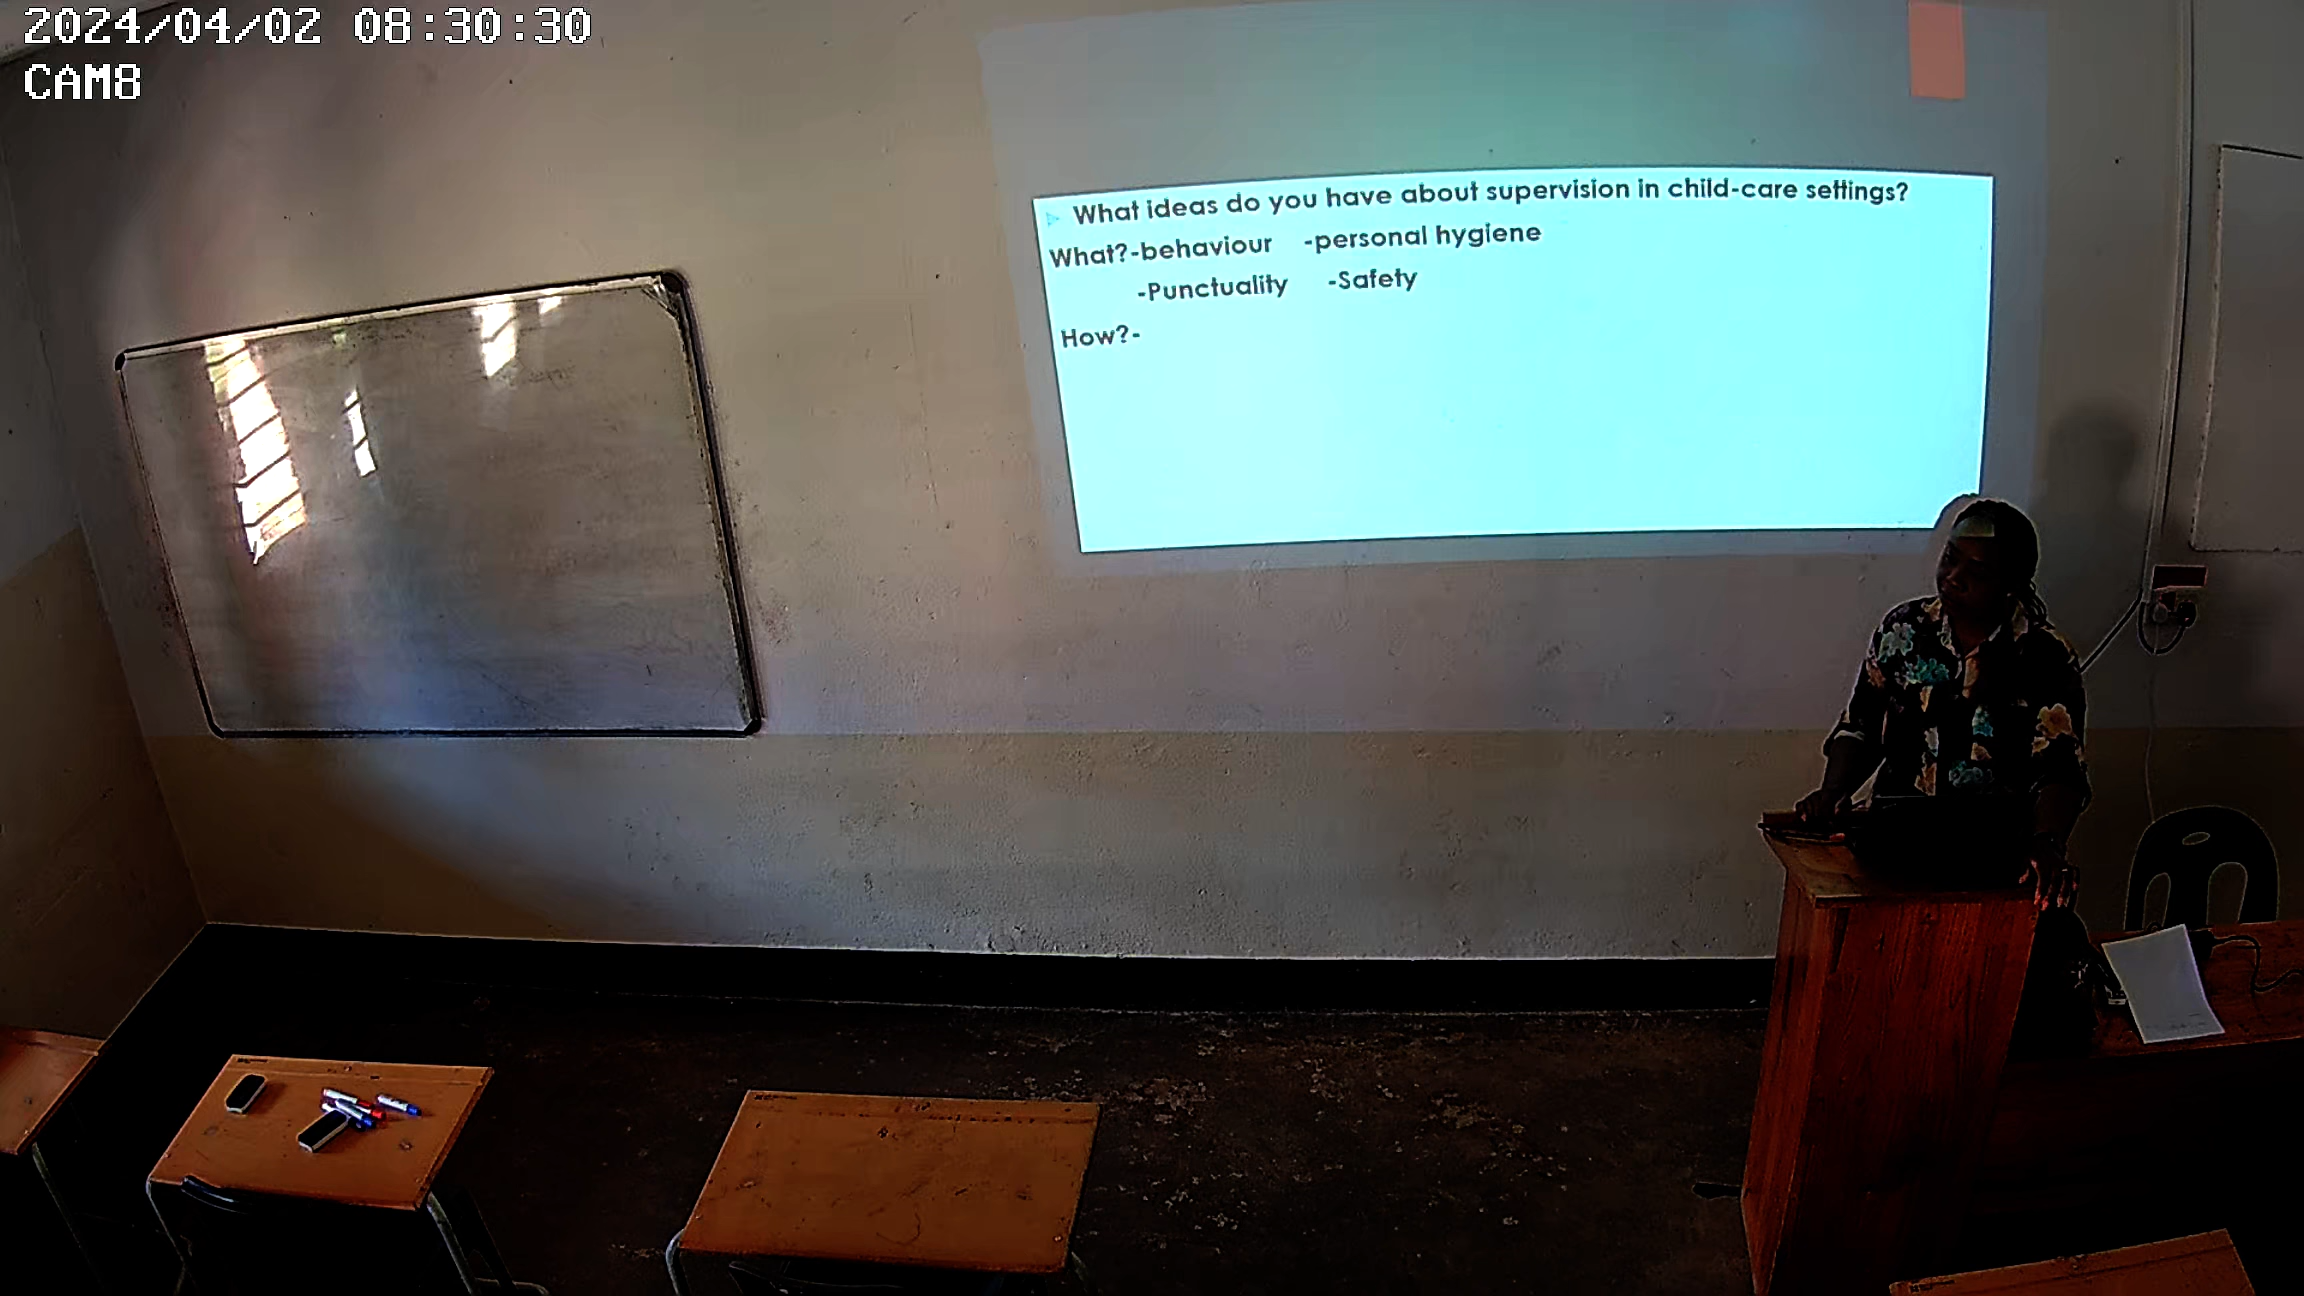 2024/04/02 08:30:30
CAM8
What ideas do you have about supervision in child-care settings?
What?-behaviour -personal hygiene
-Punctuality -Safety
How?-